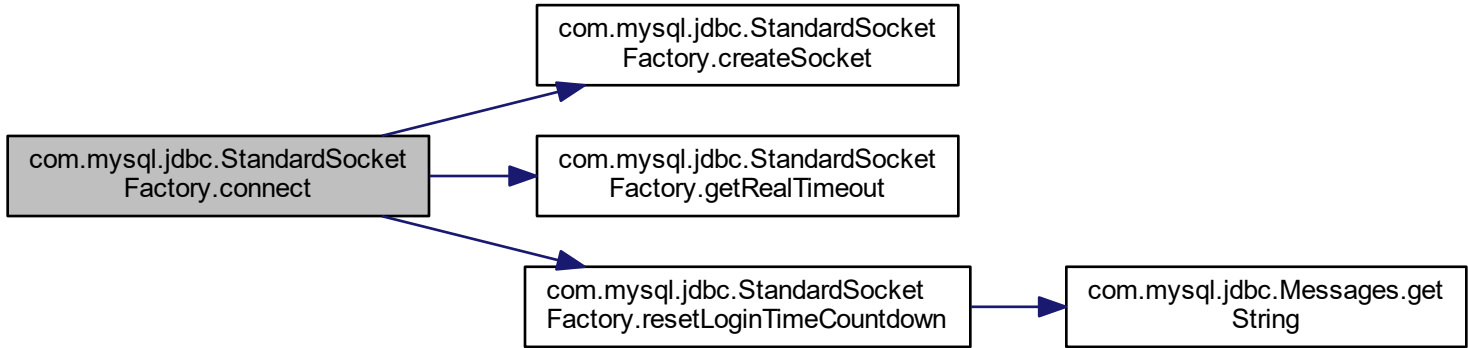 com.mysql.jdbc.StandardSocket
Factory.createSocket
com.mysql.jdbc.StandardSocket
Factory.connect
com.mysql.jdbc.StandardSocket
Factory.getRealTimeout
com.mysql.jdbc.StandardSocket
Factory.resetLoginTimeCountdown
com.mysql.jdbc.Messages.get
String